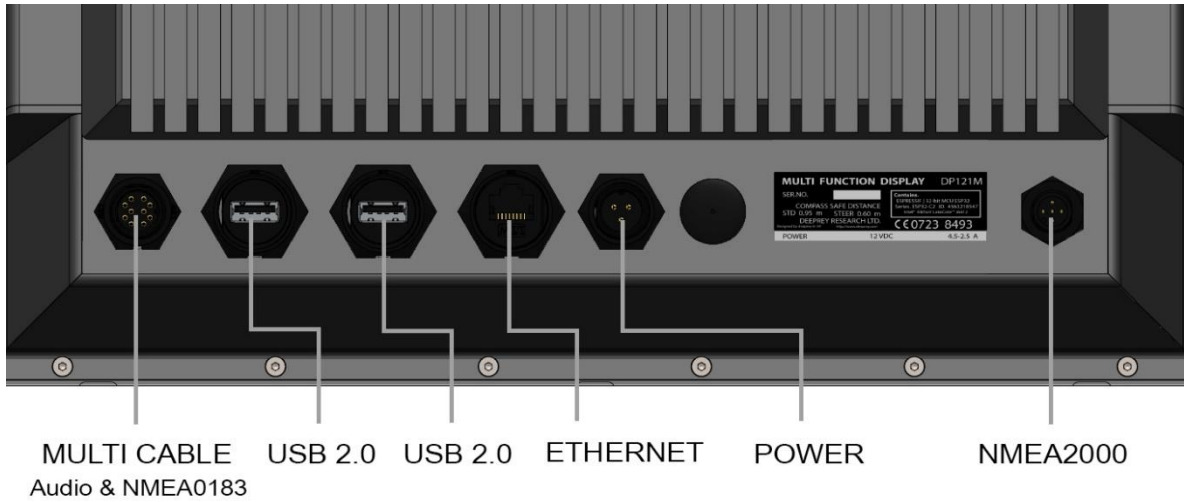 MULTI FUNCTION DISPLAY DP121M
SER.NO.
COMPASS SAFE DISTANCE
STD 0.95 m STEER 0.60 m
DEEPREY RESEARCH LTD.
Contains:
CE0723 8493
POWER 12 VDC 4.5-2.5 A
MULTI CABLE
Audio & NMEA0183
USB 2.0
USB 2.0
ETHERNET
POWER
NMEA2000